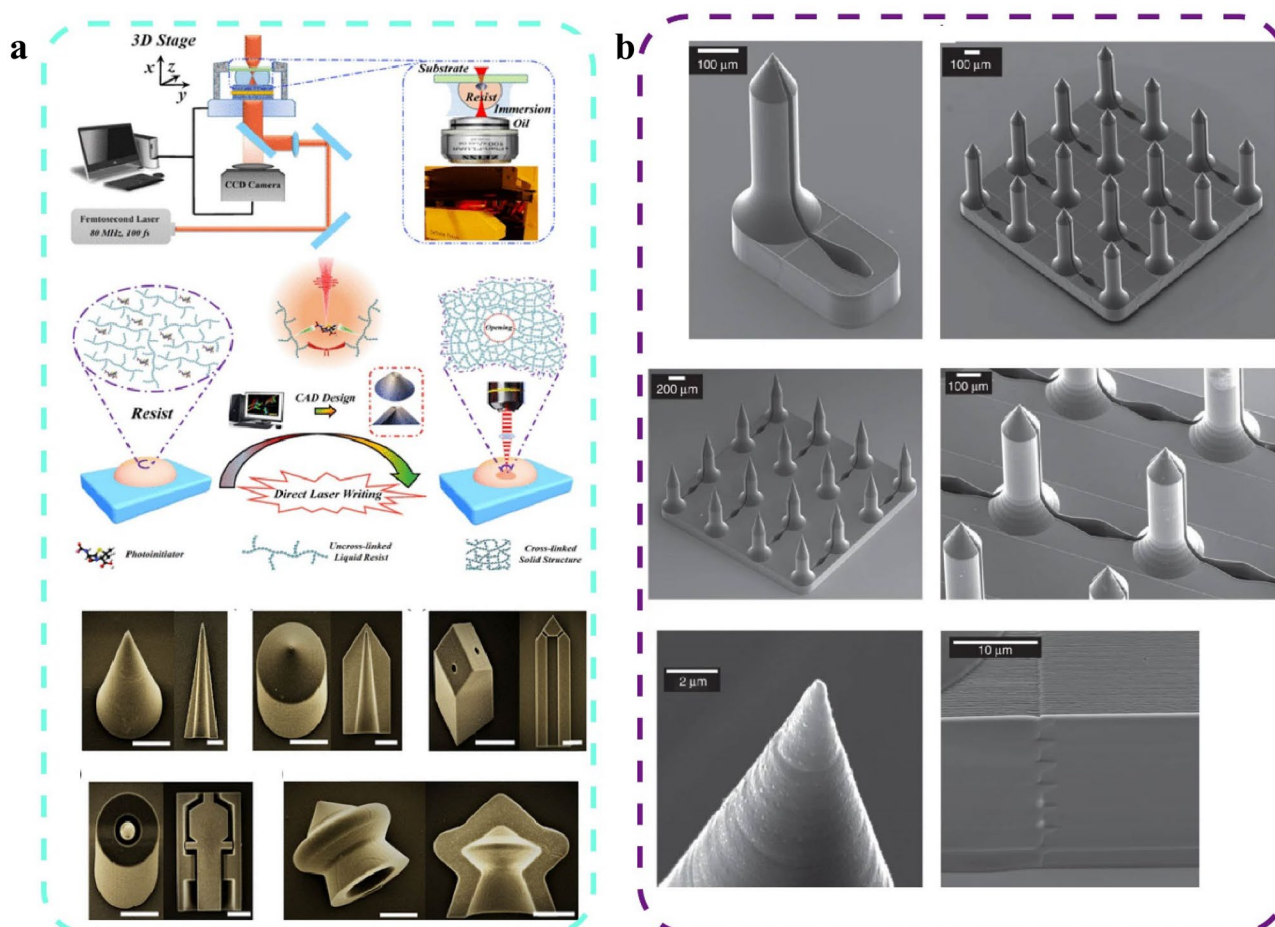 a
3D Stage
x
z
y
CCD Camera
Femtosecond Laser
80 MHz, 100 fs
Substrate
Resist
Immersion
Oil
ZEISS
Opening
Resist
CAD Design
Direct Laser Writing
Photoinitiator
Uncross-linked
Liquid Resist
Cross-linked
Solid Structure
b
100 μm
100 μm
200 μm
100 μm
2 μm
10 μm